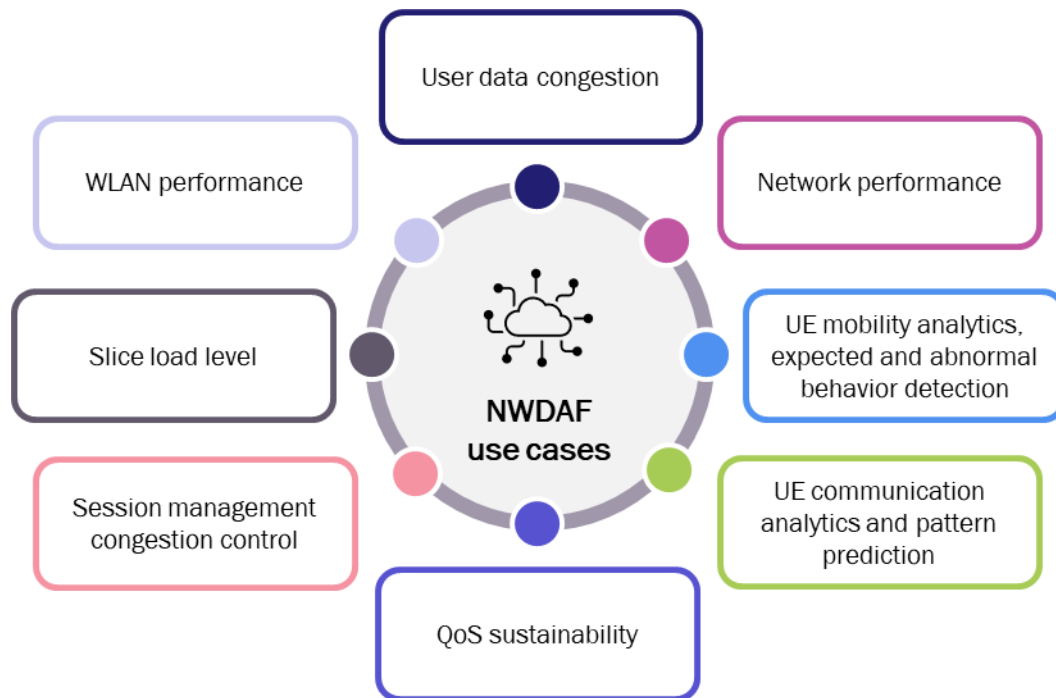 User data congestion
WLAN performance
Network performance
Slice load level
NWDAF
use cases
UE mobility analytics,
expected and abnormal
behavior detection
Session management
congestion control
UE communication
analytics and pattern
prediction
QoS sustainability